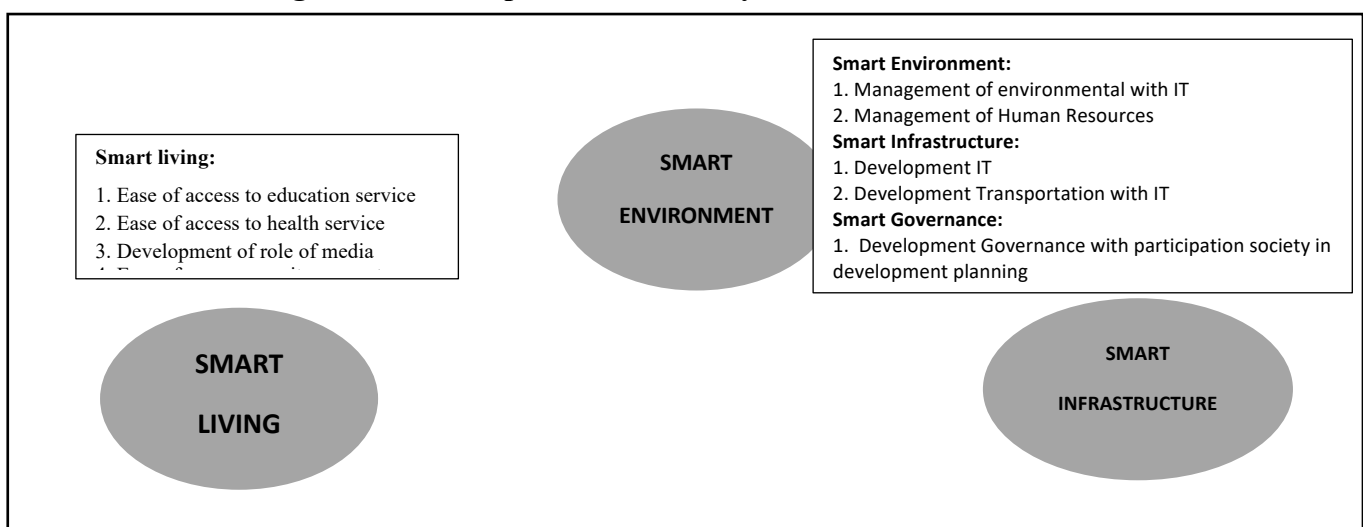 Smart living:
1. Ease of access to education service
2. Ease of access to health service
3. Development of role of media
SMART
ENVIRONMENT
Smart Environment:
1. Management of environmental with IT
2. Management of Human Resources
Smart Infrastructure:
1. Development IT
2. Development Transportation with IT
Smart Governance:
1. Development Governance with participation society in
development planning
SMART
LIVING
SMART
INFRASTRUCTURE